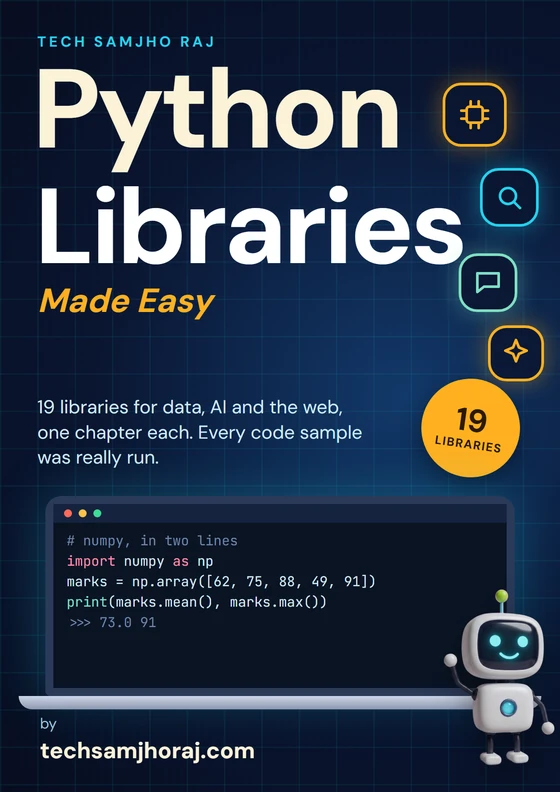 TECH SAMJHO RAJ
Python
Libraries
Made Easy
19 libraries for data, AI and the web,
one chapter each. Every code sample
was really run.
19
LIBRARIES
# numpy, in two lines
import numpy as np
marks = np.array([62, 75, 88, 49, 91])
print(marks.mean(), marks.max())
>>> 73.0 91
by
techsamjhoraj.com